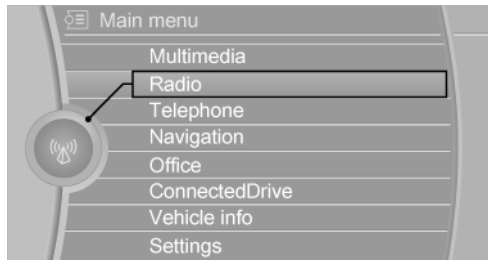 Main menu
Multimedia
Radio
Telephone
Navigation
Office
ConnectedDrive
Vehicle info
Settings